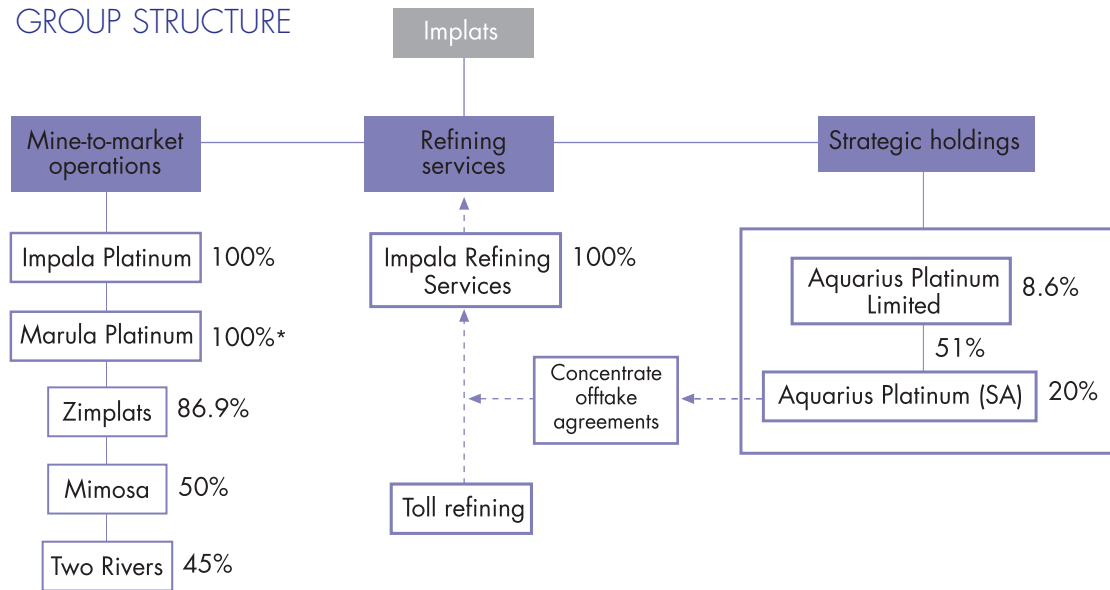 GROUP STRUCTURE
Implats
Mine-to-market
operations
Refining
services
Strategic holdings
Impala Platinum 100%
Marula Platinum 100%*
Zimplats 86.9%
Mimosa 50%
Two Rivers 45%
Impala Refining
Services
100%
Concentrate
offtake
agreements
Toll refining
Aquarius Platinum
Limited
8.6%
51%
Aquarius Platinum (SA) 20%